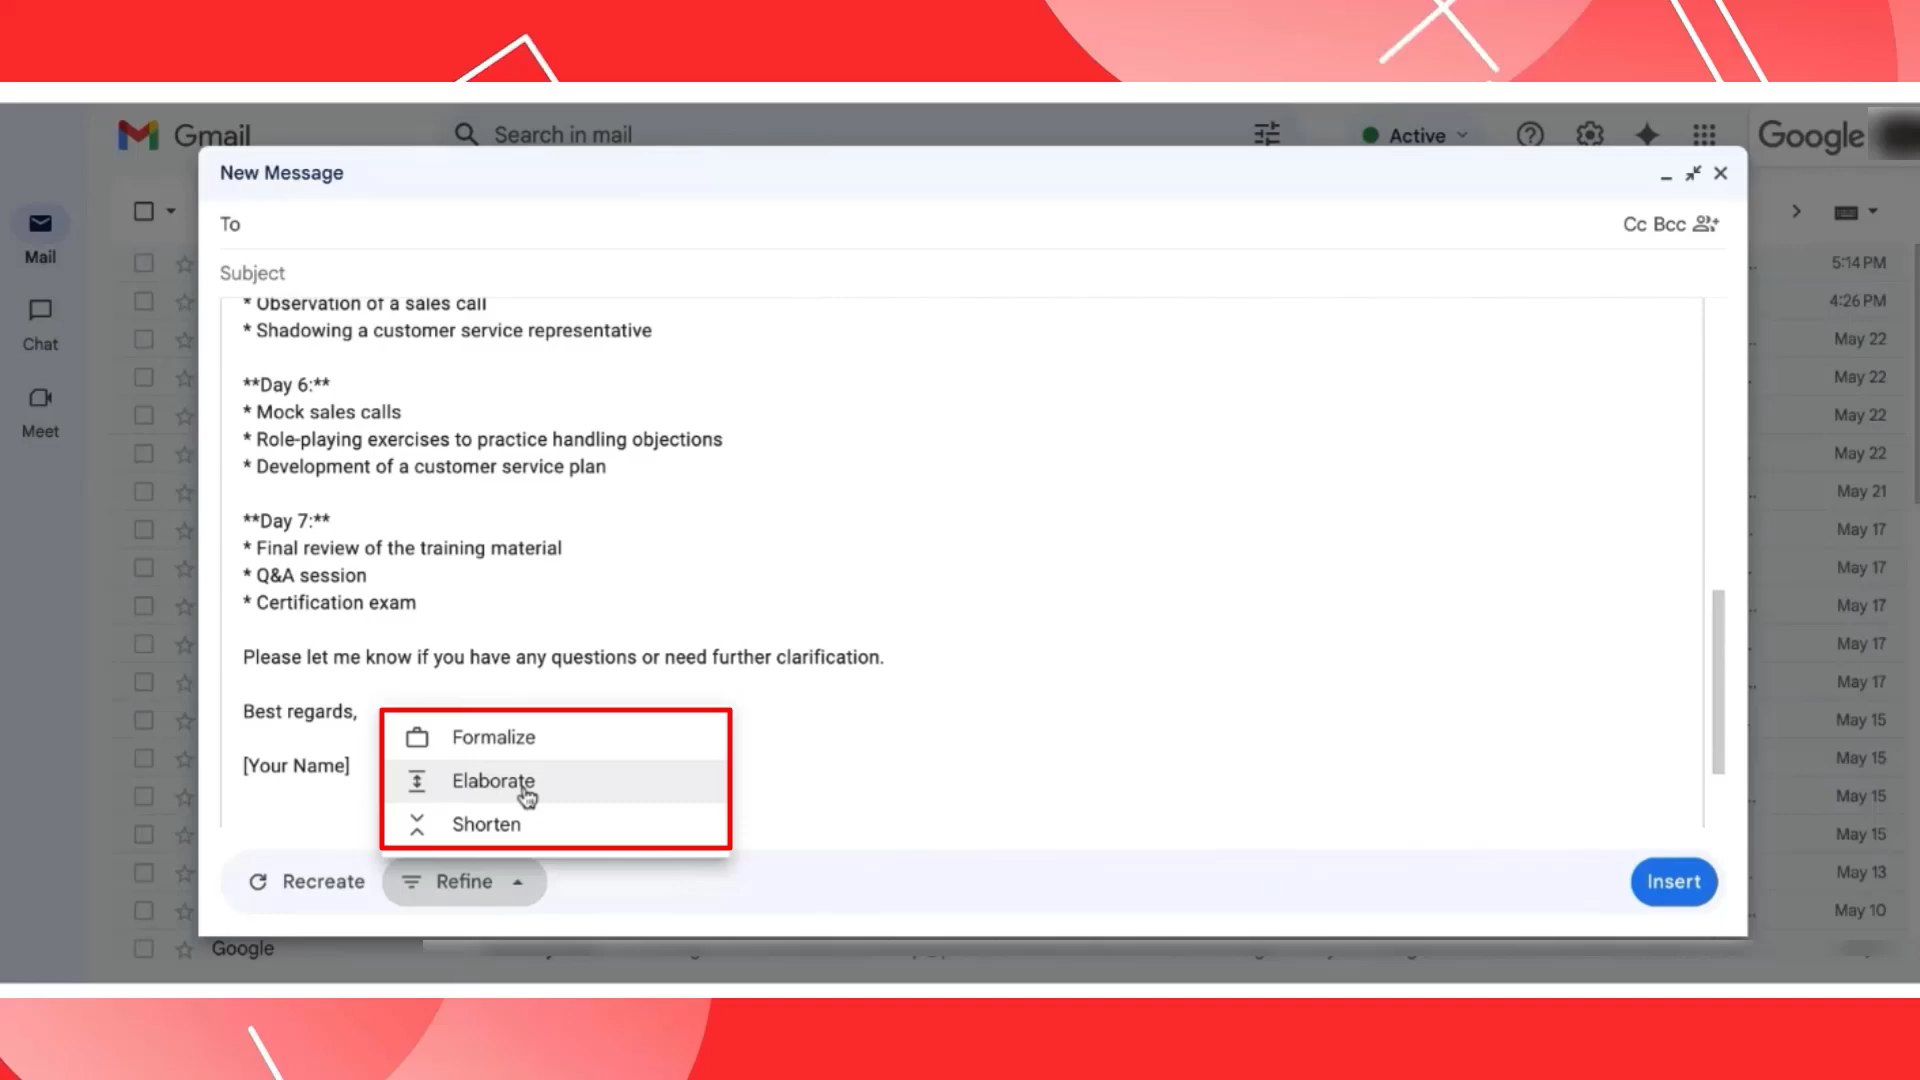 Gmail
Search in mail
Active
Google
New Message
To
Cc Bcc
Subject
Mail
Chat
Meet
* Observation of a sales call
* Shadowing a customer service representative
**Day 6:**
* Mock sales calls
* Role-playing exercises to practice handling objections
* Development of a customer service plan
**Day 7:**
* Final review of the training material
* Q&A session
* Certification exam
Please let me know if you have any questions or need further clarification.
Best regards,
[Your Name]
Formalize
Elaborate
Shorten
Recreate
Refine
Insert
5:14 PM
4:26 PM
May 22
May 22
May 22
May 22
May 21
May 17
May 17
May 17
May 17
May 17
May 15
May 15
May 15
May 15
May 13
May 10
Google